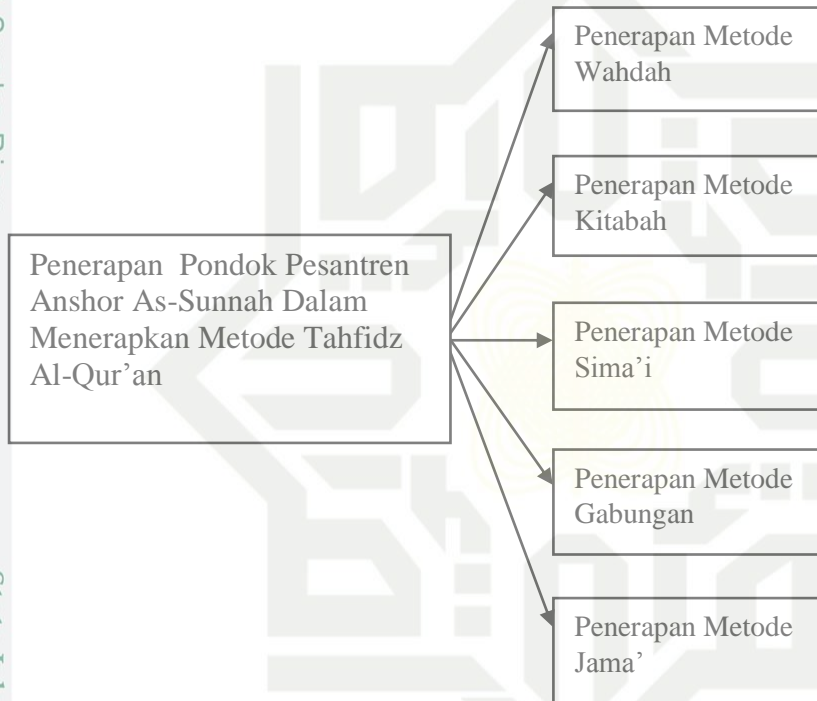 Penerapan Metode
Wahdah
Penerapan Metode
Kitabah
Penerapan Pondok Pesantren
Anshor As-Sunnah Dalam
Menerapkan Metode Tahfidz
Al-Qur’an
Penerapan Metode
Sima’i
Penerapan Metode
Gabungan
Penerapan Metode
Jama’